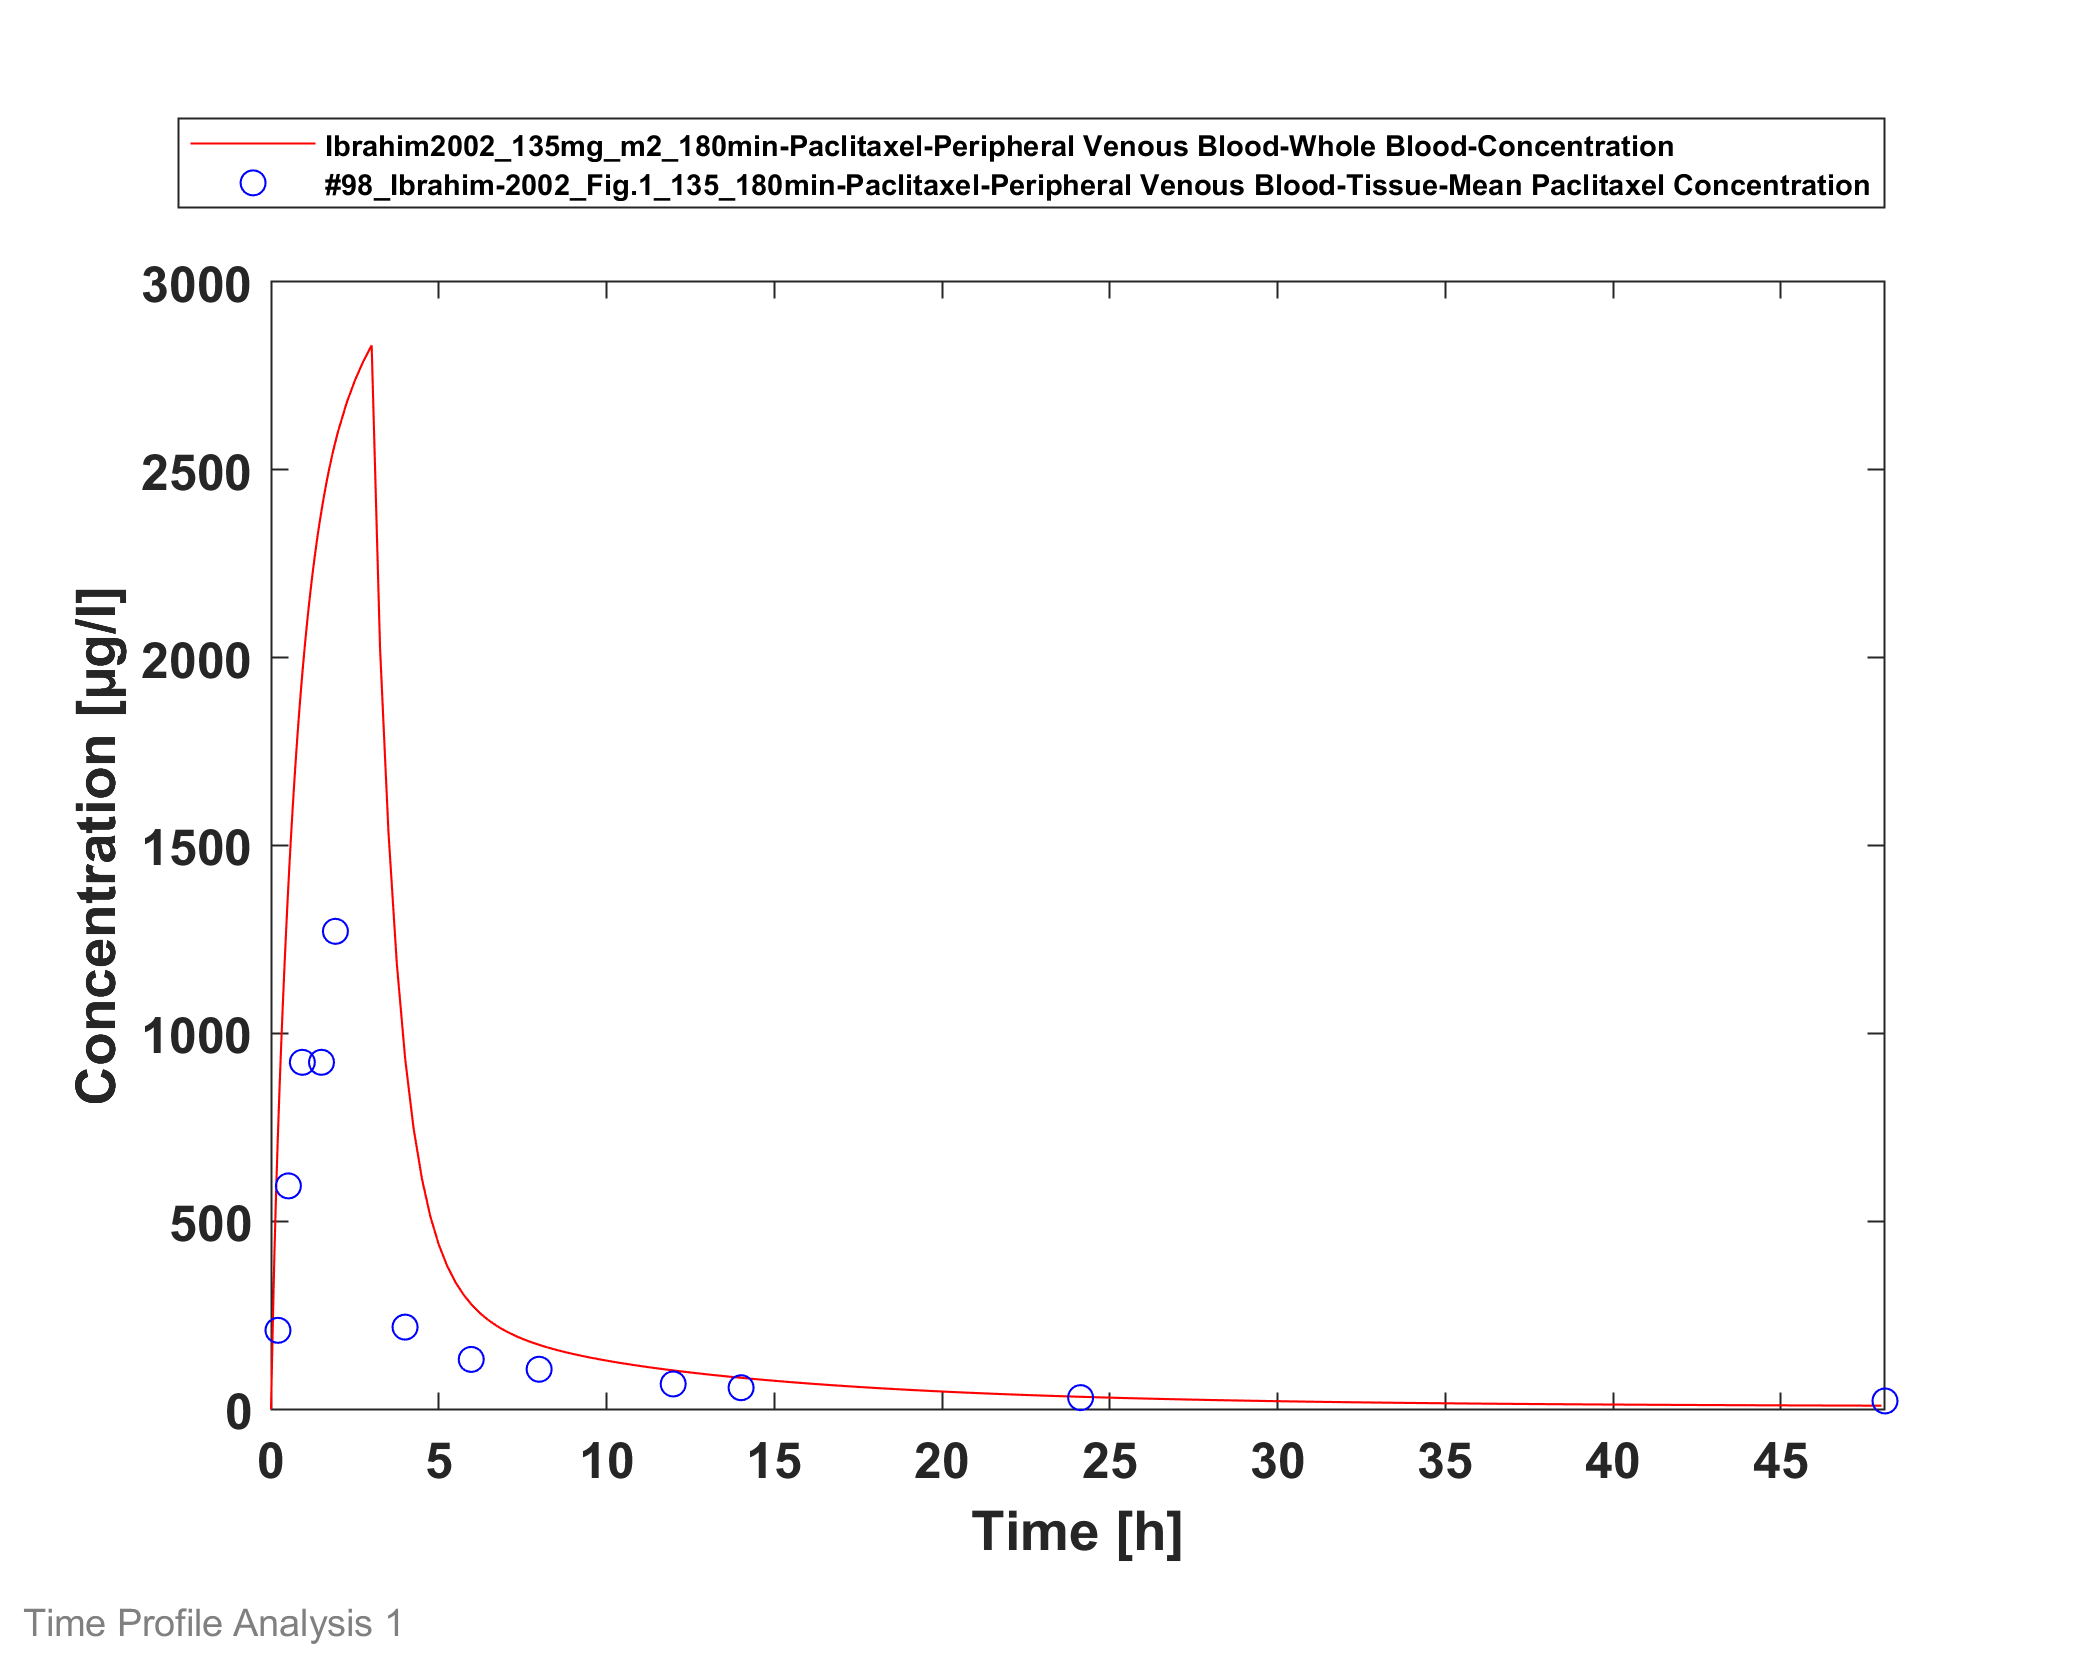 Ibrahim2002_135mg_m2_180min-Paclitaxel-Peripheral Venous Blood-Whole Blood-Concentration
#98_Ibrahim-2002_Fig.1_135_180min-Paclitaxel-Peripheral Venous Blood-Tissue-Mean Paclitaxel Concentration
3000
2500
2000
1500
1000
500
0
Concentration [µg/l]
0 5 10 15 20 25 30 35 40 45
Time [h]
Time Profile Analysis 1